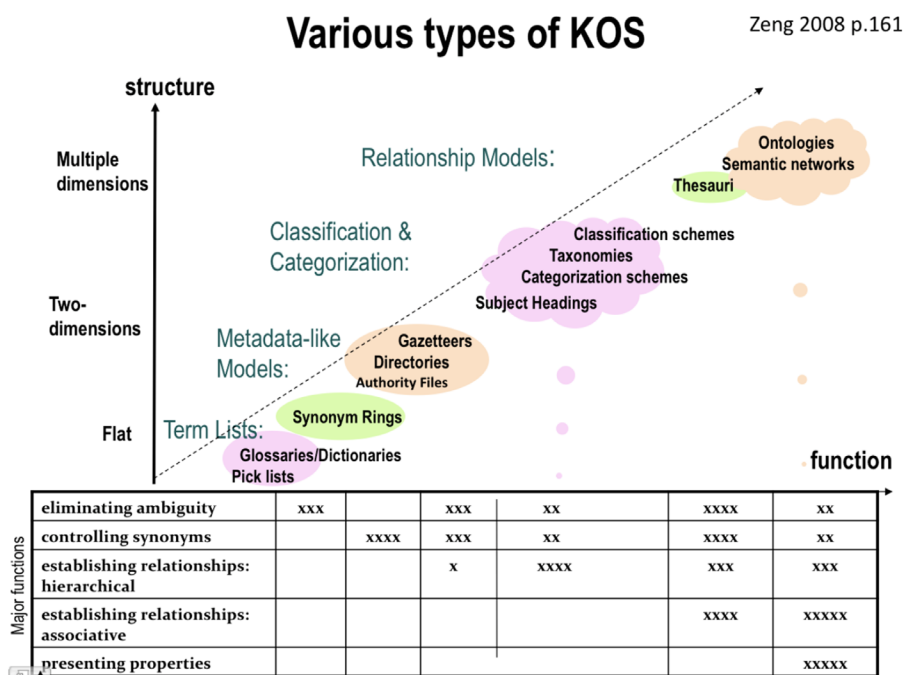 Various types of KOS
Zeng 2008 p.161
structure
Multiple
dimensions
Relationship Models:
Ontologies
Semantic networks
Thesauri
Classification &
Categorization:
Classification schemes
Taxonomies
Categorization schemes
Subject Headings
Two-
dimensions
Metadata-like
Models:
Gazetteers
Directories
Authority Files
Synonym Rings
Flat
Term Lists:
Glossaries/Dictionaries
Pick lists
function
Major functions
eliminating ambiguity xxx xxx xx xxxx xx
controlling synonyms xxxx xxx xx xxxx xx
establishing relationships:
hierarchical x xxxx xxx xxx
establishing relationships:
associative xxxx xxxxx
presenting properties xxxxx